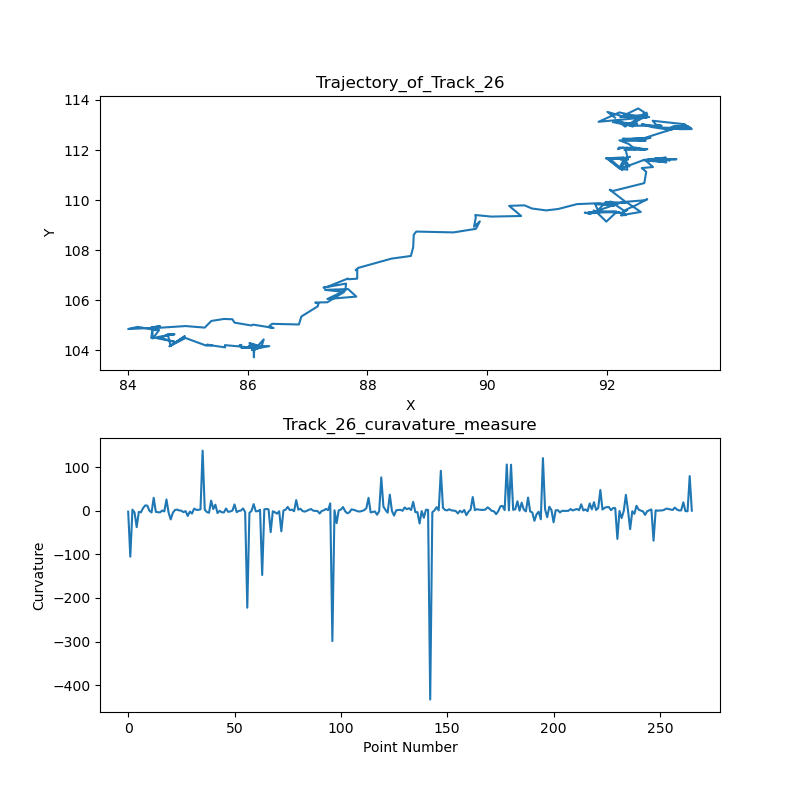 Trajectory_of_Track_26
114
112
110
108
106
104
Y
84 86 88 90 92
X
Track_26_curavature_measure
100
0
−100
−200
−300
−400
Curvature
0 50 100 150 200 250
Point Number